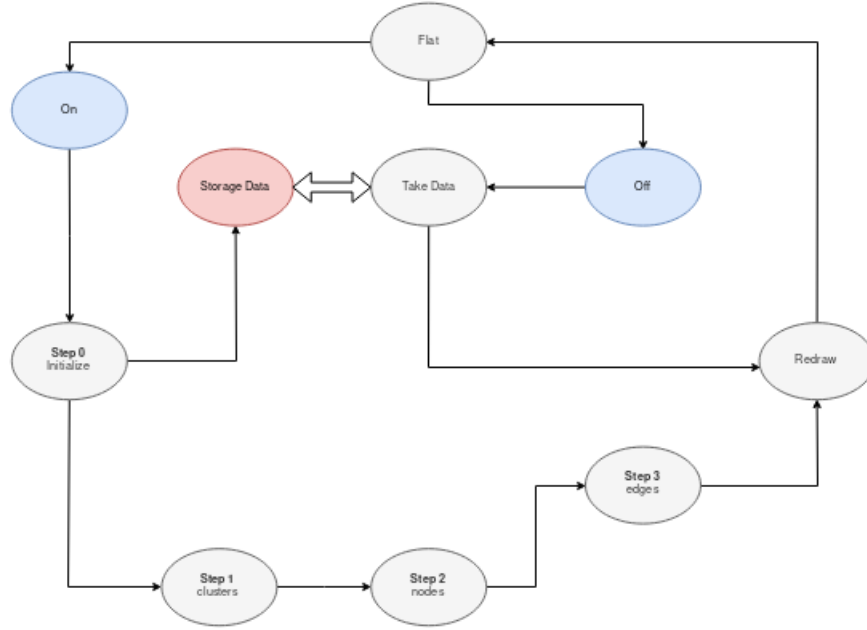 Flat
On
Storage Data
Take Data
Off
Step 0
Initialize
Redraw
Step 3
edges
Step 1
clusters
Step 2
nodes